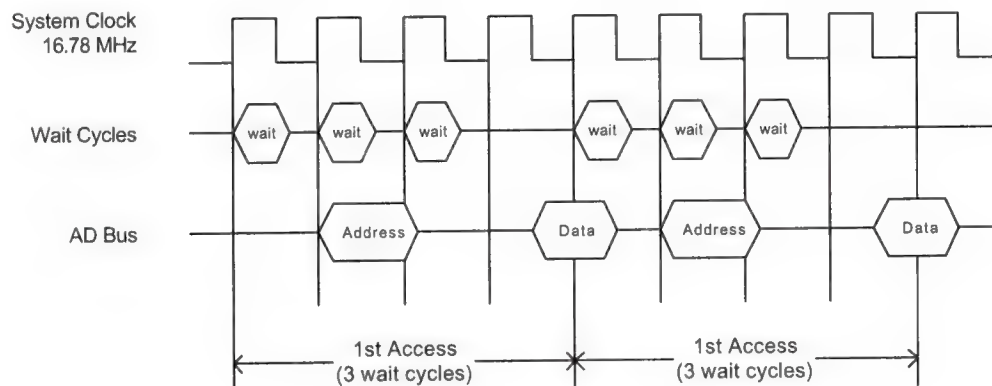 System Clock
16.78 MHz
Wait Cycles
wait
wait
wait
wait
wait
wait
AD Bus
Address
Data
Address
Data
1st Access
(3 wait cycles)
1st Access
(3 wait cycles)